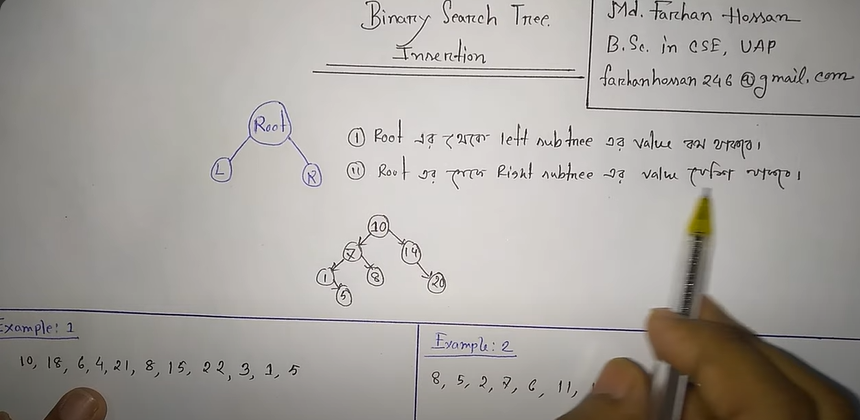 Binary Search Tree
Insertion
Md. Farhan Hossan
B.Sc. in CSE, UAP
farhanhossan246@gmail.com
Root
L
R
(i) Root এর থেকে left subtree এর value কম থাকবে।
(ii) Root এর থেকে Right subtree এর value বেশি থাকবে।
10
7
14
1
8
20
5
Example: 1
10, 18, 6, 4, 21, 8, 15, 22, 3, 1, 5
Example: 2
8, 5, 2, 7, 6, 11,